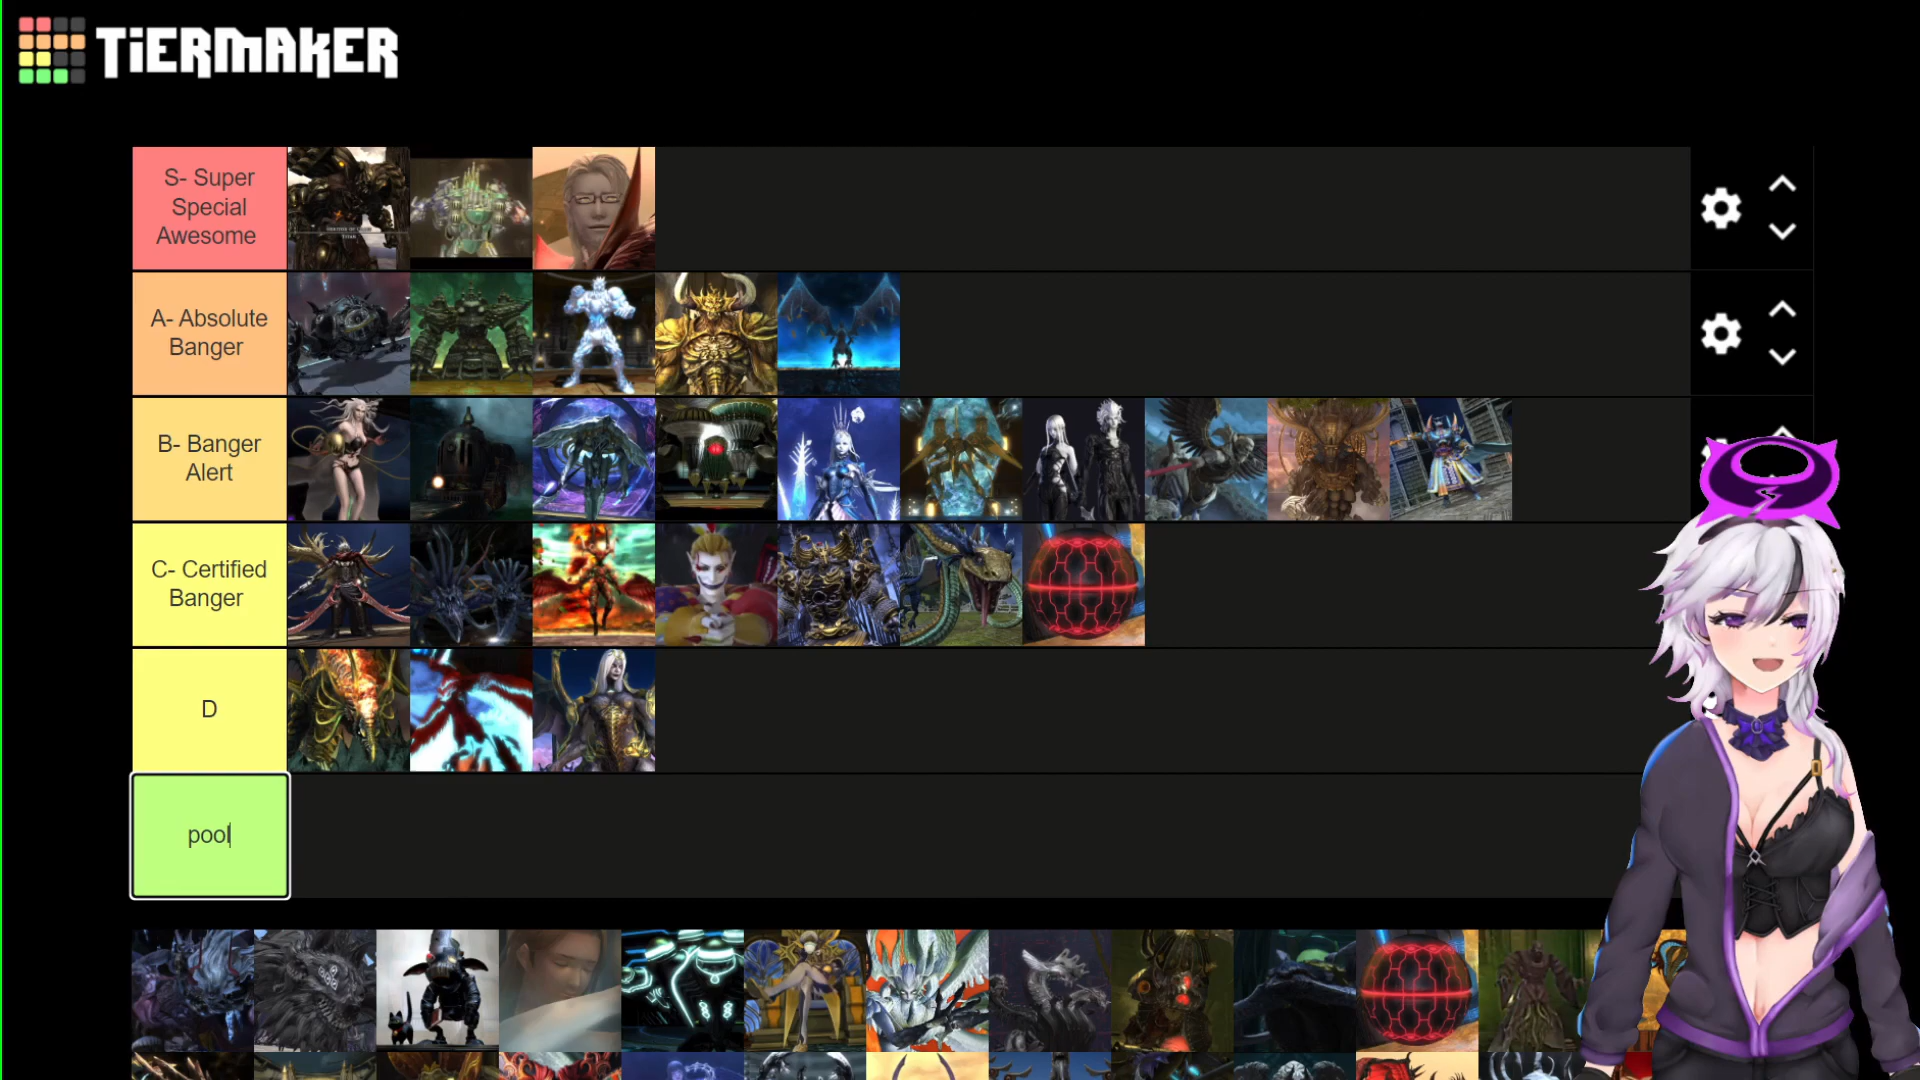 TiERMAKER
S- Super
Special
Awesome
A- Absolute
Banger
B- Banger
Alert
C- Certified
Banger
D
pool